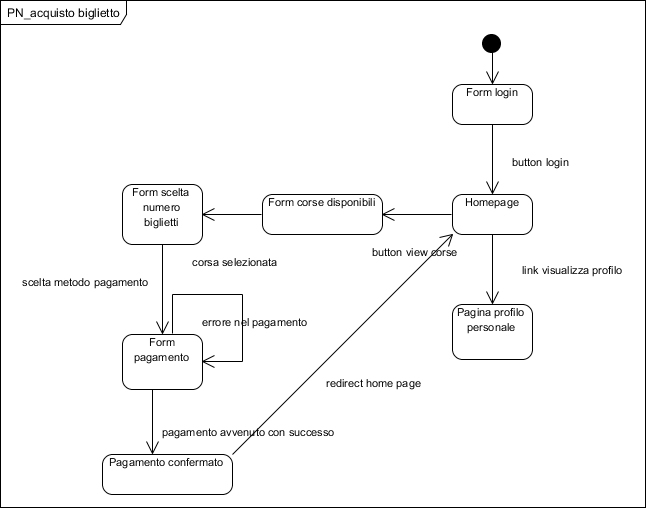 PN_acquisto biglietto
Form login
button login
Form scelta
numero
biglietti
Form corse disponibili
Homepage
button view corse
corsa selezionata
link visualizza profilo
scelta metodo pagamento
Pagina profilo
personale
errore nel pagamento
Form
pagamento
redirect home page
pagamento avvenuto con successo
Pagamento confermato